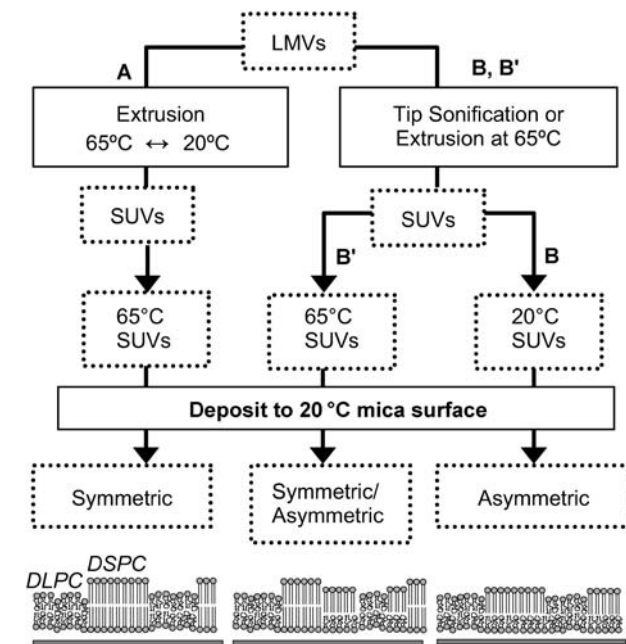 LMVs
A
B, B'
Extrusion
65ºC ↔ 20ºC
Tip Sonification or
Extrusion at 65ºC
SUVs
SUVs
B'
B
65°C
SUVs
65°C
SUVs
20°C
SUVs
Deposit to 20 °C mica surface
Symmetric
Symmetric/
Asymmetric
Asymmetric
DSPC
DLPC